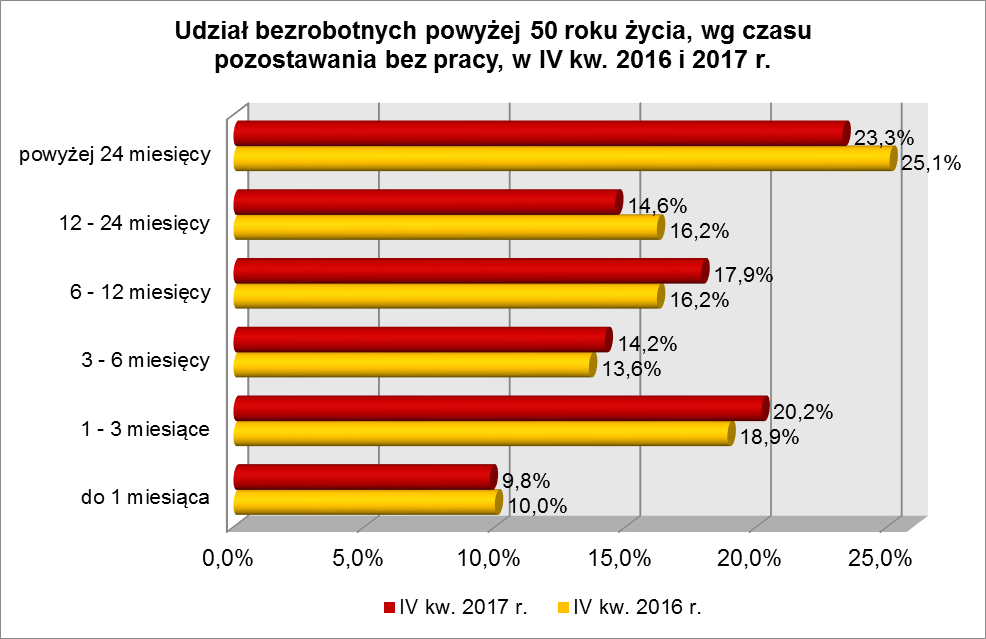 Udział bezrobotnych powyżej 50 roku życia, wg czasu
pozostawania bez pracy, w IV kw. 2016 i 2017 r.
powyżej 24 miesięcy
23,3%
25,1%
12 - 24 miesięcy
14,6%
16,2%
6 - 12 miesięcy
17,9%
16,2%
3 - 6 miesięcy
14,2%
13,6%
1 - 3 miesiące
20,2%
18,9%
do 1 miesiąca
9,8%
10,0%
0,0% 5,0% 10,0% 15,0% 20,0% 25,0%
IV kw. 2017 r. IV kw. 2016 r.